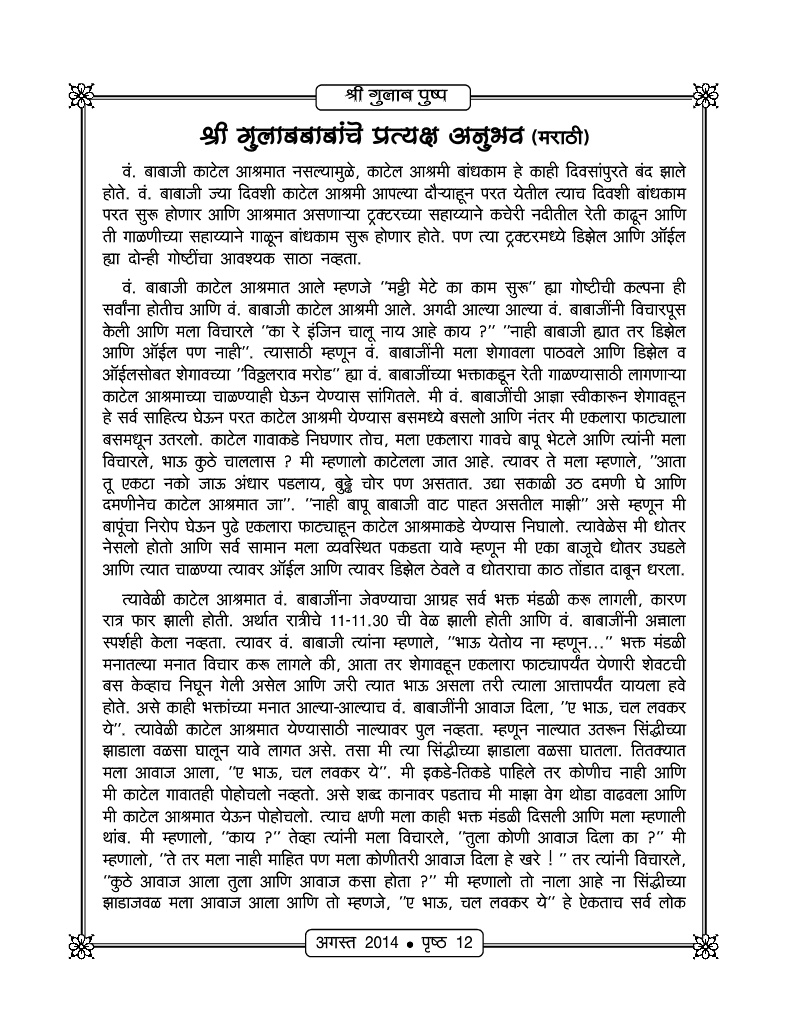 श्री गुलाब पुष्प
श्री गुलाबबाबांचे प्रत्यक्ष अनुभव (मराठी)
वं. बाबाजी काटेल आश्रमात नसल्यामुळे, काटेल आश्रमी बांधकाम हे काही दिवसांपुरते बंद झाले
होते. वं. बाबाजी ज्या दिवशी काटेल आश्रमी आपल्या दौऱ्याहून परत येतील त्याच दिवशी बांधकाम
परत सुरू होणार आणि आश्रमात असणाऱ्या ट्रक्टरच्या सहाय्याने कचेरी नदीतील रेती काढून आणि
ती गाळणीच्या सहाय्याने गाळून बांधकाम सुरू होणार होते. पण त्या ट्रक्टरमध्ये डिझेल आणि ऑईल
ह्या दोन्ही गोष्टींचा आवश्यक साठा नव्हता.
वं. बाबाजी काटेल आश्रमात आले म्हणजे ''मट्टी मेटे का काम सुरू'' ह्या गोष्टीची कल्पना ही
सर्वांना होतीच आणि वं. बाबाजी काटेल आश्रमी आले. अगदी आल्या आल्या वं. बाबाजींनी विचारपूस
केली आणि मला विचारले ''का रे इंजिन चालू नाय आहे काय ?'' ''नाही बाबाजी ह्यात तर डिझेल
आणि ऑईल पण नाही''. त्यासाठी म्हणून वं. बाबाजींनी मला शेगावला पाठवले आणि डिझेल व
ऑईलसोबत शेगावच्या ''विठ्ठलराव मरोड'' ह्या वं. बाबाजींच्या भक्ताकडून रेती गाळण्यासाठी लागणाऱ्या
काटेल आश्रमाच्या चाळण्याही घेऊन येण्यास सांगितले. मी वं. बाबाजींची आज्ञा स्वीकारून शेगावहून
हे सर्व साहित्य घेऊन परत काटेल आश्रमी येण्यास बसमध्ये बसलो आणि नंतर मी एकलारा फाट्याला
बसमधून उतरलो. काटेल गावाकडे निघणार तोच, मला एकलारा गावचे बापू भेटले आणि त्यांनी मला
विचारले, भाऊ कुठे चाललास ? मी म्हणालो काटेलला जात आहे. त्यावर ते मला म्हणाले, ''आता
तू एकटा नको जाऊ अंधार पडलाय, बुड्ढे चोर पण असतात. उद्या सकाळी उठ दमणी घे आणि
दमणीनेच काटेल आश्रमात जा''. ''नाही बापू बाबाजी वाट पाहत असतील माझी'' असे म्हणून मी
बापूंचा निरोप घेऊन पुढे एकलारा फाट्याहून काटेल आश्रमाकडे येण्यास निघालो. त्यावेळेस मी धोतर
नेसलो होतो आणि सर्व सामान मला व्यवस्थित पकडता यावे म्हणून मी एका बाजूचे धोतर उघडले
आणि त्यात चाळण्या त्यावर ऑईल आणि त्यावर डिझेल ठेवले व धोतराचा काठ तोंडात दाबून धरला.
त्यावेळी काटेल आश्रमात वं. बाबाजींना जेवण्याचा आग्रह सर्व भक्त मंडळी करू लागली, कारण
रात्र फार झाली होती. अर्थात रात्रीचे 11-11.30 ची वेळ झाली होती आणि वं. बाबाजींनी अन्नाला
स्पर्शही केला नव्हता. त्यावर वं. बाबाजी त्यांना म्हणाले, ''भाऊ येतोय ना म्हणून...'' भक्त मंडळी
मनातल्या मनात विचार करू लागले की, आता तर शेगावहून एकलारा फाट्यापर्यंत येणारी शेवटची
बस केव्हाच निघून गेली असेल आणि जरी त्यात भाऊ असला तरी त्याला आत्तापर्यंत यायला हवे
होते. असे काही भक्तांच्या मनात आल्या-आल्याच वं. बाबाजींनी आवाज दिला, ''ए भाऊ, चल लवकर
ये''. त्यावेळी काटेल आश्रमात येण्यासाठी नाल्यावर पुल नव्हता. म्हणून नाल्यात उतरून सिंद्धीच्या
झाडाला वळसा घालून यावे लागत असे. तसा मी त्या सिंद्धीच्या झाडाला वळसा घातला. तितक्यात
मला आवाज आला, ''ए भाऊ, चल लवकर ये''. मी इकडे-तिकडे पाहिले तर कोणीच नाही आणि
मी काटेल गावातही पोहोचलो नव्हतो. असे शब्द कानावर पडताच मी माझा वेग थोडा वाढवला आणि
मी काटेल आश्रमात येऊन पोहोचलो. त्याच क्षणी मला काही भक्त मंडळी दिसली आणि मला म्हणाली
थांब. मी म्हणालो, ''काय ?'' तेव्हा त्यांनी मला विचारले, ''तुला कोणी आवाज दिला का ?'' मी
म्हणालो, ''ते तर मला नाही माहित पण मला कोणीतरी आवाज दिला हे खरे ! '' तर त्यांनी विचारले,
''कुठे आवाज आला तुला आणि आवाज कसा होता ?'' मी म्हणालो तो नाला आहे ना सिंद्धीच्या
झाडाजवळ मला आवाज आला आणि तो म्हणजे, ''ए भाऊ, चल लवकर ये'' हे ऐकताच सर्व लोक
अगस्त 2014 ● पृष्ठ 12